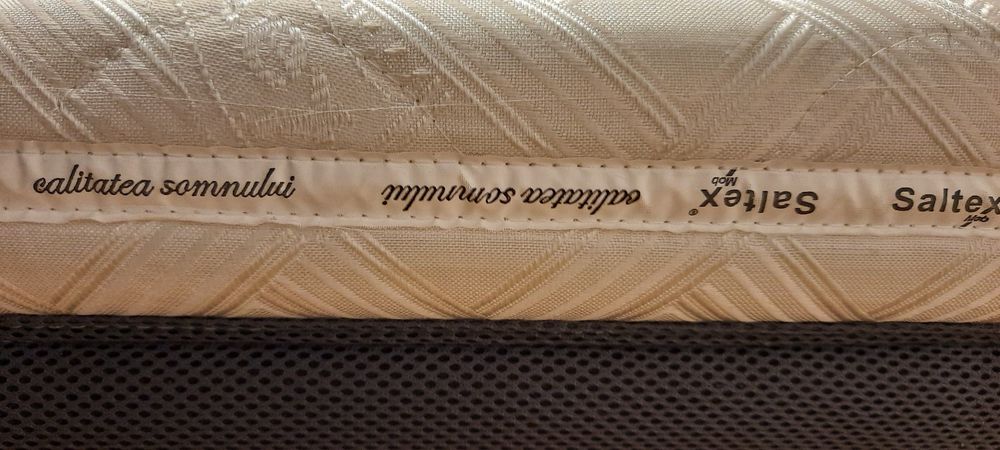 calitatea somnului
calitatea somnului
Saltex®
Mob
Saltex